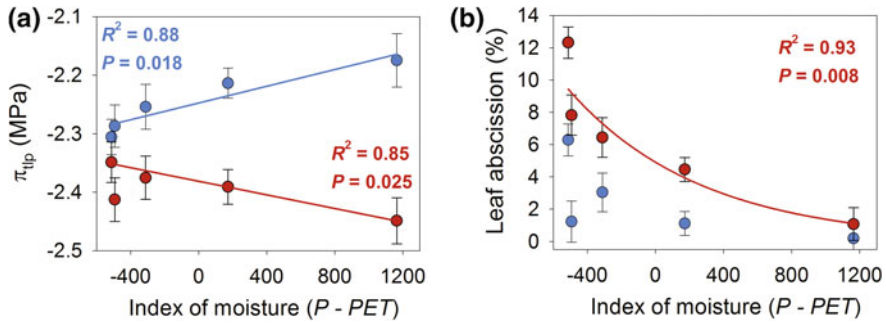 (a)
R² = 0.88
P = 0.018
R² = 0.85
P = 0.025
πtlp (MPa)
-2.1
-2.2
-2.3
-2.4
-2.5
-400 0 400 800 1200
Index of moisture (P - PET)
(b)
R² = 0.93
P = 0.008
Leaf abscission (%)
14
12
10
8
6
4
2
0
-400 0 400 800 1200
Index of moisture (P - PET)